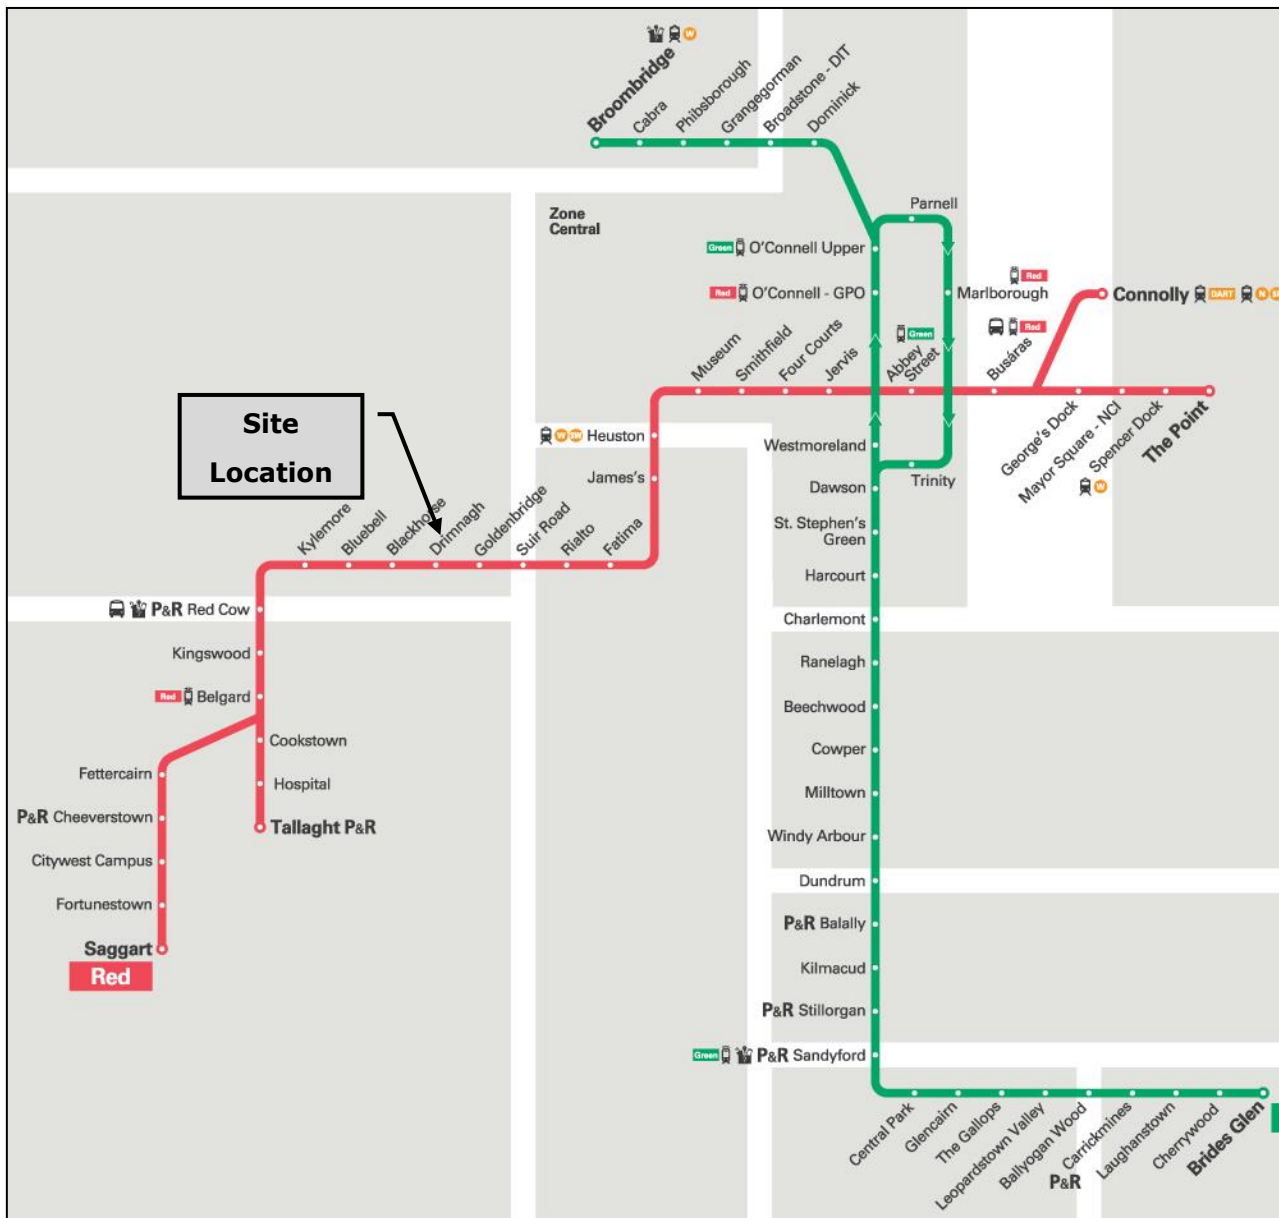 Broombridge
Cabra
Phibsborough
Grangegorman
Broadstone - DIT
Dominick
W
Zone
Central
Parnell
Green O'Connell Upper
Red O'Connell - GPO
Marlborough
Red
Connolly DART N
Green
Abbey
Street
Red
Busáras
Museum
Smithfield
Four Courts
Jervis
George's Dock
Mayor Square - NCI
Spencer Dock
W
The Point
Site
Location
W SW Heuston
James's
Westmoreland
Trinity
Dawson
St. Stephen's
Green
Harcourt
Charlemont
Ranelagh
Beechwood
Cowper
Milltown
Windy Arbour
Dundrum
P&R Balally
Kilmacud
P&R Stillorgan
Green P&R Sandyford
Kylemore
Bluebell
Blackhorse
Drimnagh
Goldenbridge
Suir Road
Rialto
Fatima
P&R Red Cow
Kingswood
Red Belgard
Cookstown
Hospital
Tallaght P&R
Fettercairn
P&R Cheeverstown
Citywest Campus
Fortunestown
Saggart
Red
Central Park
Glencairn
The Gallops
Leopardstown Valley
Ballyogan Wood
Carrickmines
P&R
Laughanstown
Cherrywood
Brides Glen